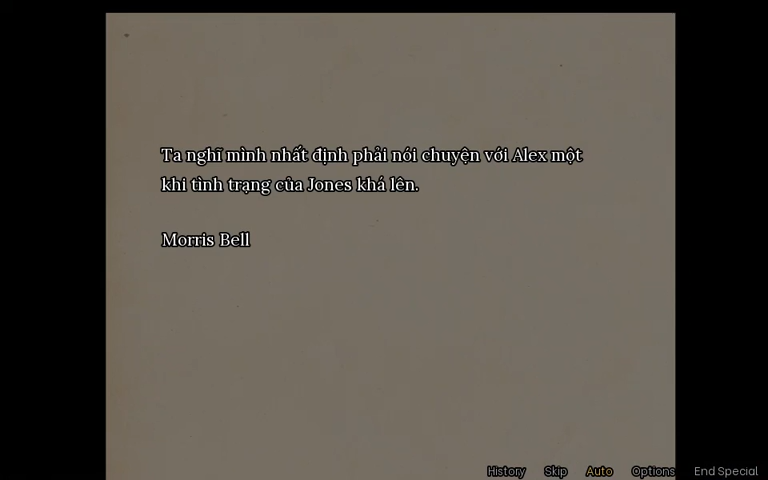 Ta nghĩ mình nhất định phải nói chuyện với Alex một
khi tình trạng của Jones khá lên.
Morris Bell
History Skip Auto Options End Special